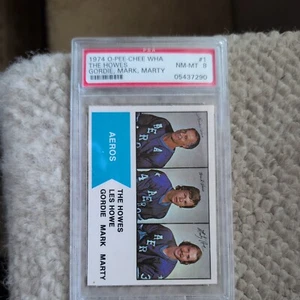 1974 O-PEE-CHEE WHA #1
THE HOWES NM-MT 8
GORDIE, MARK, MARTY 05437290
AEROS
THE HOWES
LES HOWE
GORDIE MARK MARTY